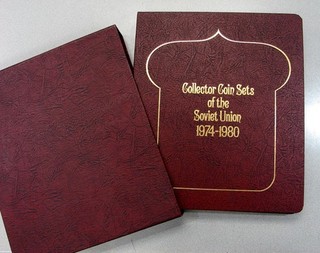 Collector Coin Sets
of the
Soviet Union
1974-1980